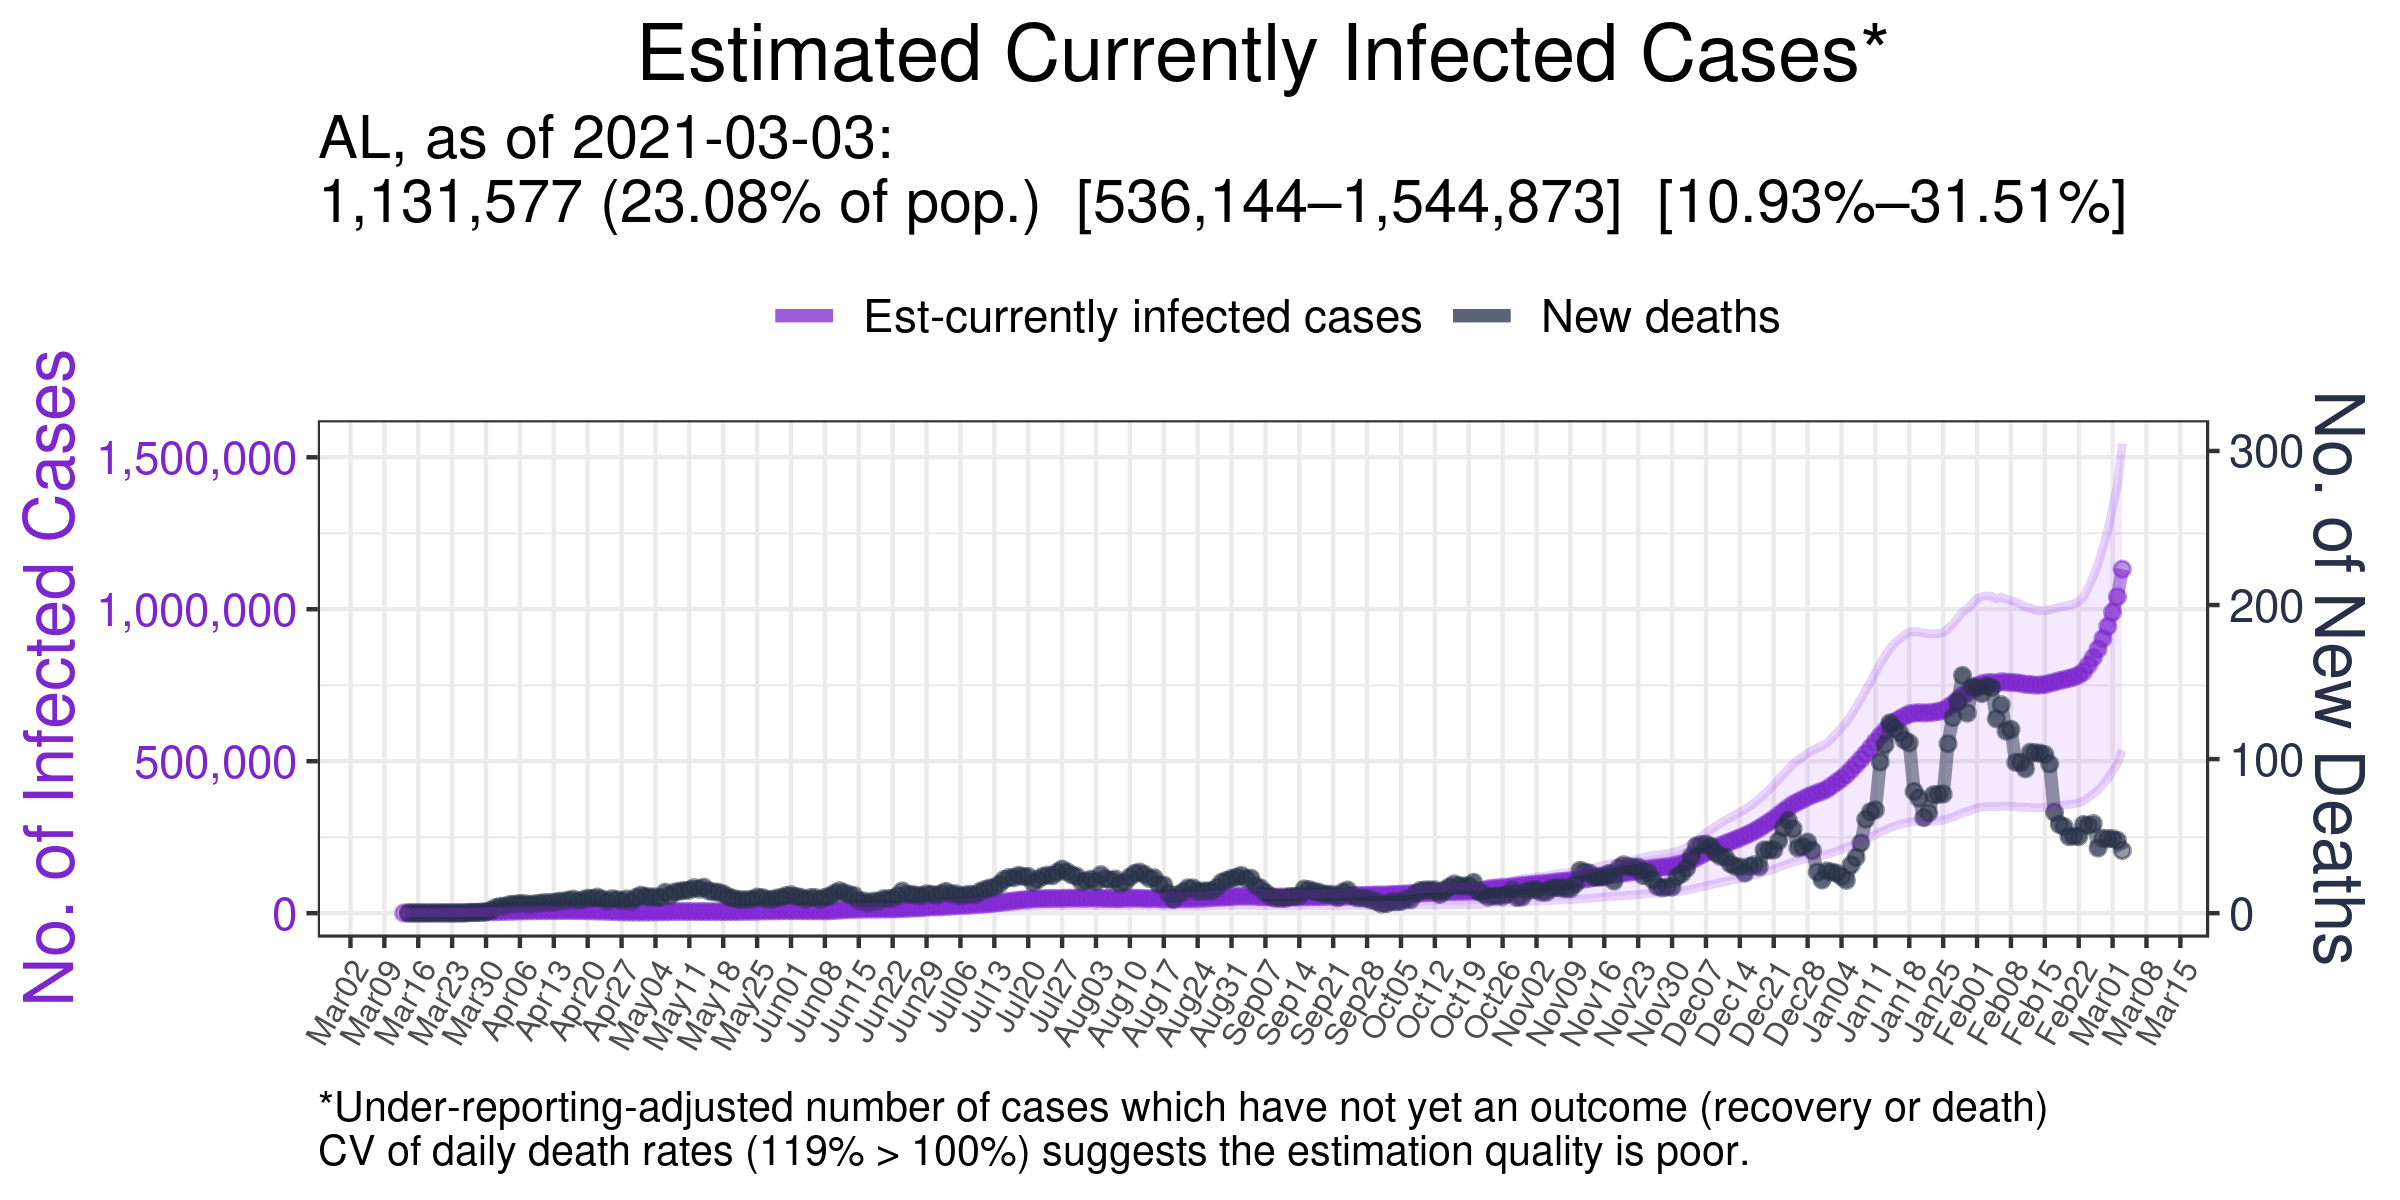 Estimated Currently Infected Cases*
AL, as of 2021-03-03:
1,131,577 (23.08% of pop.) [536,144–1,544,873] [10.93%–31.51%]
Est-currently infected cases
New deaths
No. of Infected Cases
1,500,000
1,000,000
500,000
0
No. of New Deaths
300
200
100
0
Mar02
Mar09
Mar16
Mar23
Mar30
Apr06
Apr13
Apr20
Apr27
May04
May11
May18
May25
Jun01
Jun08
Jun15
Jun22
Jun29
Jul06
Jul13
Jul20
Jul27
Aug03
Aug10
Aug17
Aug24
Aug31
Sep07
Sep14
Sep21
Sep28
Oct05
Oct12
Oct19
Oct26
Nov02
Nov09
Nov16
Nov23
Nov30
Dec07
Dec14
Dec21
Dec28
Jan04
Jan11
Jan18
Jan25
Feb01
Feb08
Feb15
Feb22
Mar01
Mar08
Mar15
*Under-reporting-adjusted number of cases which have not yet an outcome (recovery or death)
CV of daily death rates (119% > 100%) suggests the estimation quality is poor.